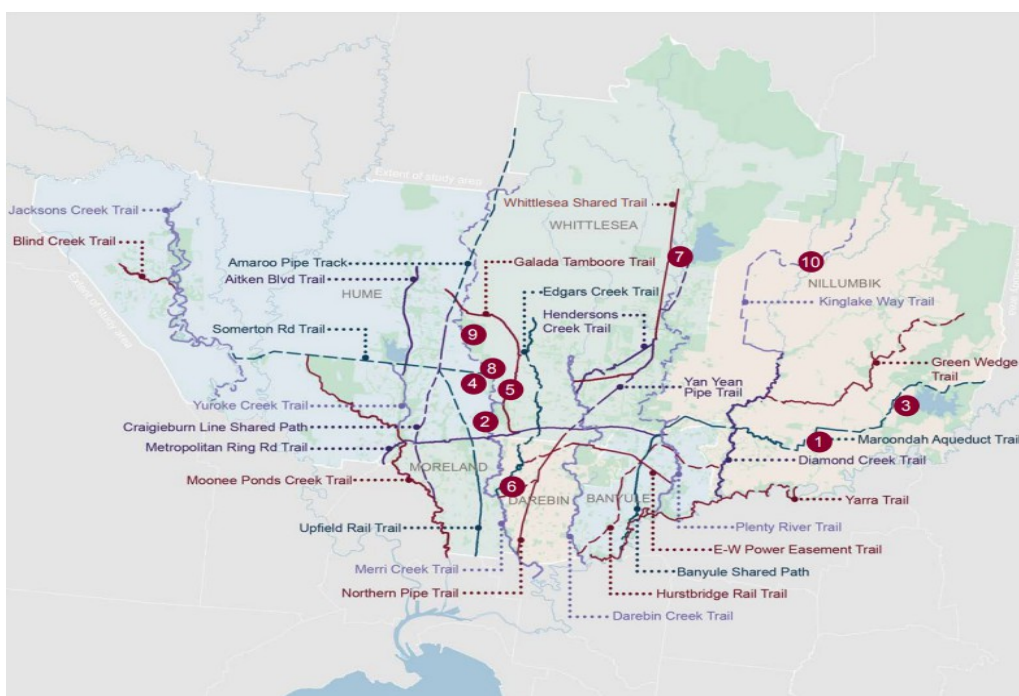 Extent of study area
Jacksons Creek Trail
Whittlesea Shared Trail
WHITTLESEA
Blind Creek Trail
7
Amaroo Pipe Track
Galada Tamboore Trail
10
Aitken Blvd Trail
NILLUMBIK
HUME
Edgars Creek Trail
Kinglake Way Trail
Extent of study area
Hendersons
Creek Trail
Somerton Rd Trail
9
8
Green Wedge
Trail
4
5
Yan Yean
Pipe Trail
Yuroke Creek Trail
3
Craigieburn Line Shared Path
2
1
Maroondah Aqueduct Trail
Metropolitan Ring Rd Trail
Diamond Creek Trail
MORELAND
Moonee Ponds Creek Trail
6
DAREBIN
BANYULE
Yarra Trail
Upfield Rail Trail
Plenty River Trail
E-W Power Easement Trail
Merri Creek Trail
Banyule Shared Path
Northern Pipe Trail
Hurstbridge Rail Trail
Darebin Creek Trail